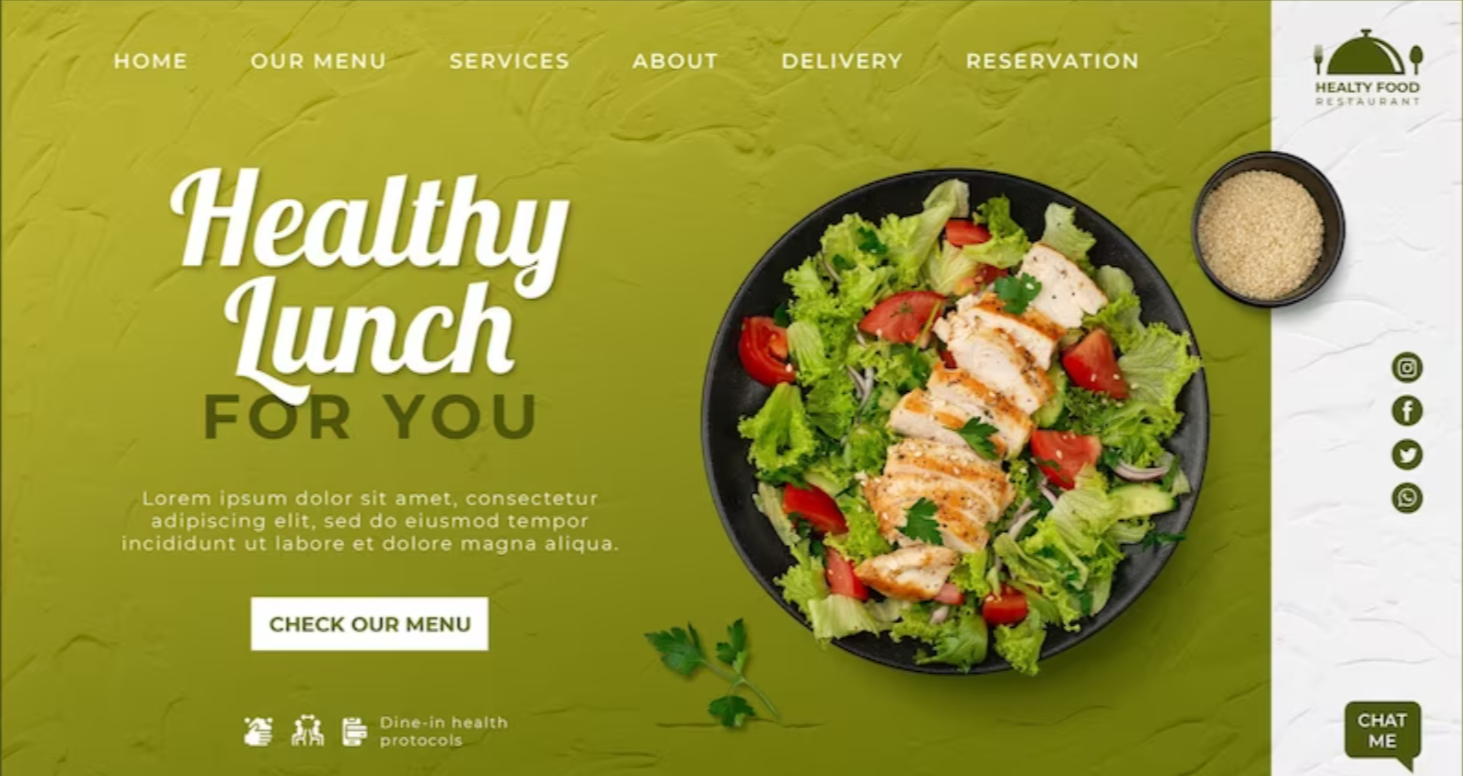 HOME OUR MENU SERVICES ABOUT DELIVERY RESERVATION
HEALTY FOOD
RESTAURANT
Healthy
Lunch
FOR YOU
Lorem ipsum dolor sit amet, consectetur
adipiscing elit, sed do eiusmod tempor
incididunt ut labore et dolore magna aliqua.
CHECK OUR MENU
Dine-in health
protocols
CHAT
ME